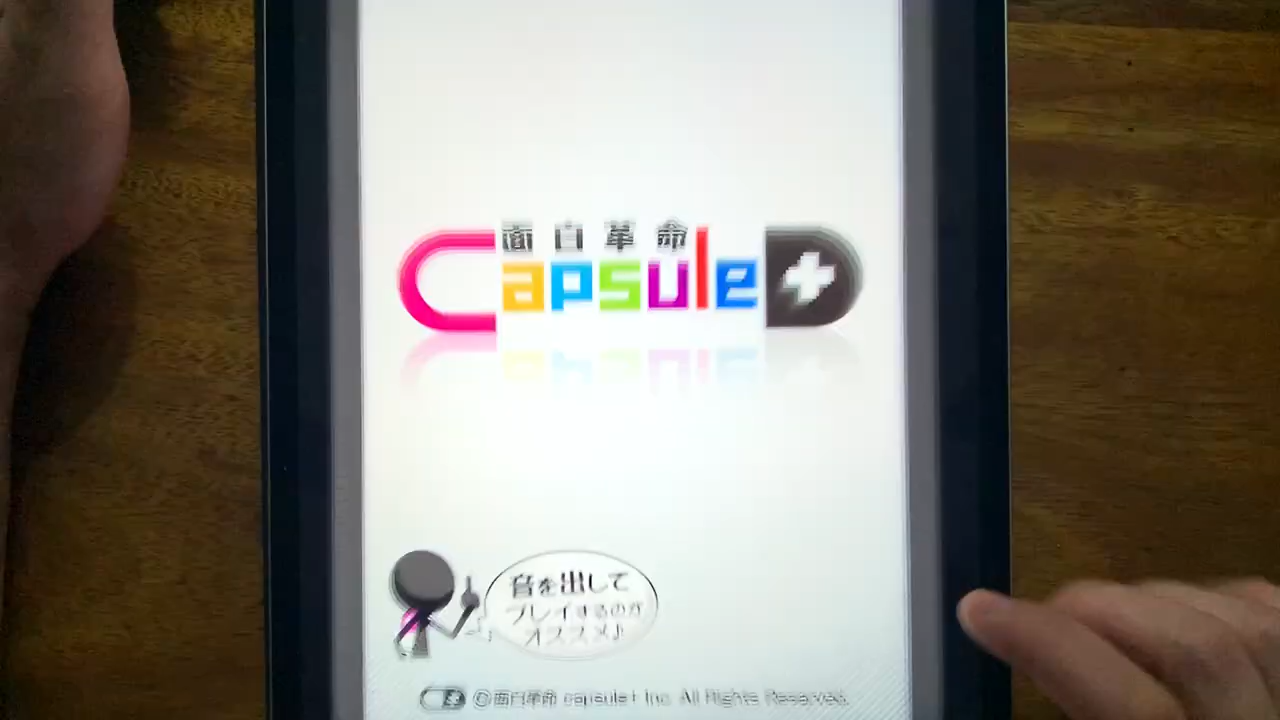 面白革命
Capsule+
音を出して
プレイするのが
オススメ♪
©面白革命 capsule+ Inc. All Rights Reserved.